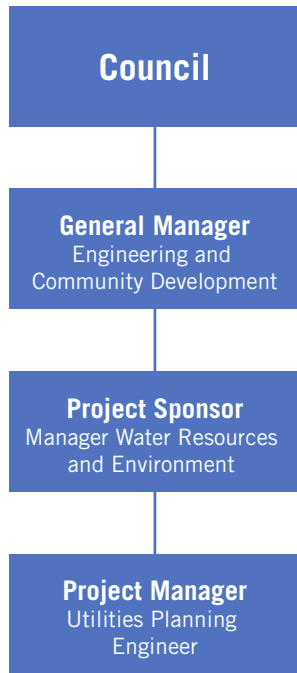 Council
General Manager
Engineering and
Community Development
Project Sponsor
Manager Water Resources
and Environment
Project Manager
Utilities Planning
Engineer